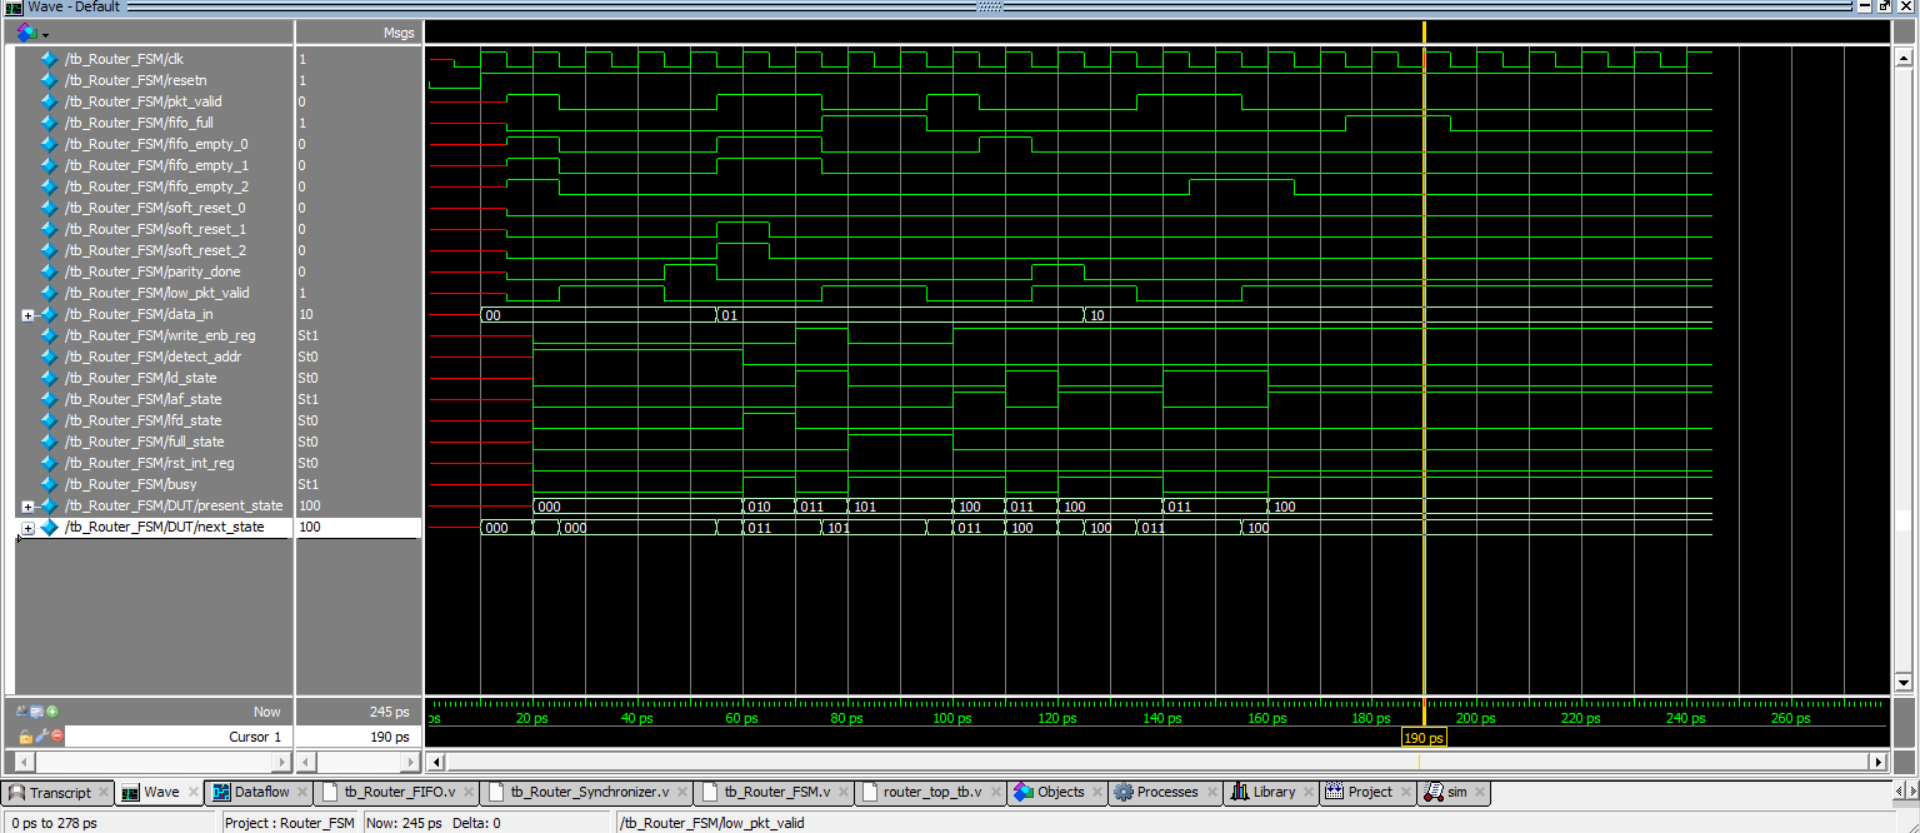 Wave - Default
Msgs
/tb_Router_FSM/clk 1
/tb_Router_FSM/resetn 1
/tb_Router_FSM/pkt_valid 0
/tb_Router_FSM/fifo_full 1
/tb_Router_FSM/fifo_empty_0 0
/tb_Router_FSM/fifo_empty_1 0
/tb_Router_FSM/fifo_empty_2 0
/tb_Router_FSM/soft_reset_0 0
/tb_Router_FSM/soft_reset_1 0
/tb_Router_FSM/soft_reset_2 0
/tb_Router_FSM/parity_done 0
/tb_Router_FSM/low_pkt_valid 1
/tb_Router_FSM/data_in 10 00 01 10
/tb_Router_FSM/write_enb_reg St1
/tb_Router_FSM/detect_addr St0
/tb_Router_FSM/ld_state St0
/tb_Router_FSM/laf_state St1
/tb_Router_FSM/lfd_state St0
/tb_Router_FSM/full_state St0
/tb_Router_FSM/rst_int_reg St0
/tb_Router_FSM/busy St1
/tb_Router_FSM/DUT/present_state 100 000 010 011 101 100 011 100 011 100
/tb_Router_FSM/DUT/next_state 100 000 000 011 101 011 100 100 011 100
Now 245 ps ps 20 ps 40 ps 60 ps 80 ps 100 ps 120 ps 140 ps 160 ps 180 ps 200 ps 220 ps 240 ps 260 ps
Cursor 1 190 ps 190 ps
Transcript Wave Dataflow tb_Router_FIFO.v tb_Router_Synchronizer.v tb_Router_FSM.v router_top_tb.v Objects Processes Library Project sim
0 ps to 278 ps Project : Router_FSM Now: 245 ps Delta: 0 /tb_Router_FSM/low_pkt_valid